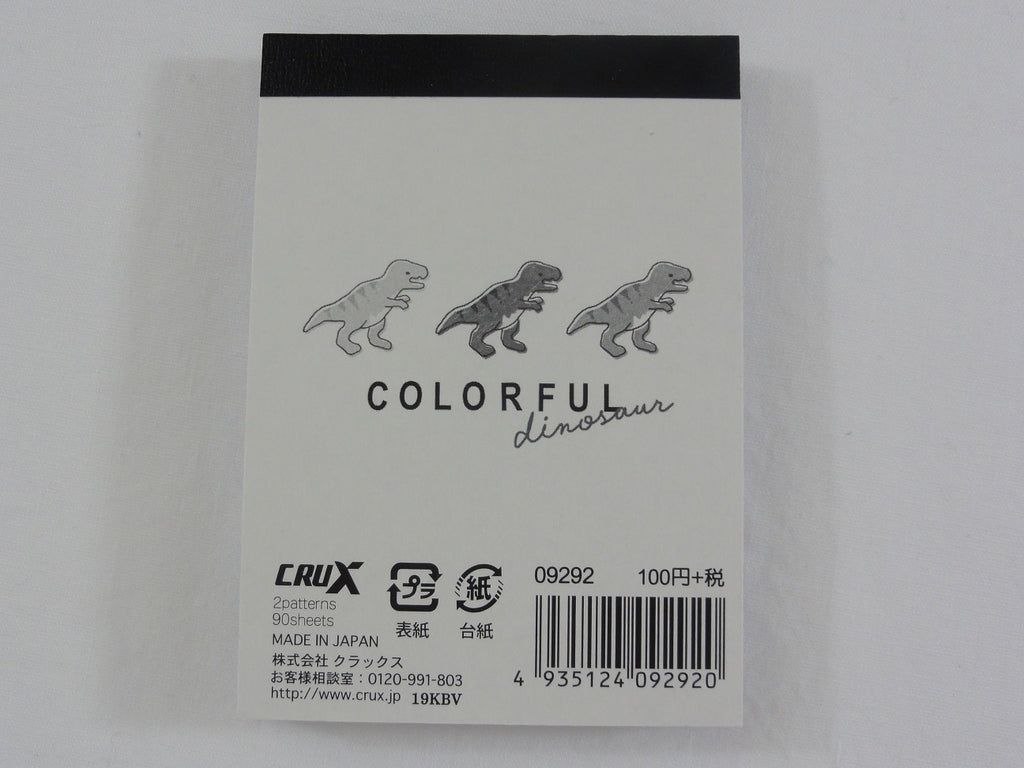 COLORFUL
dinosaur
CRUX
2patterns
90sheets
MADE IN JAPAN
株式会社 クラックス
お客様相談室：0120-991-803
http://www.crux.jp 19KBV
プラ
表紙
紙
台紙
09292 100円+税
4 935124 092920